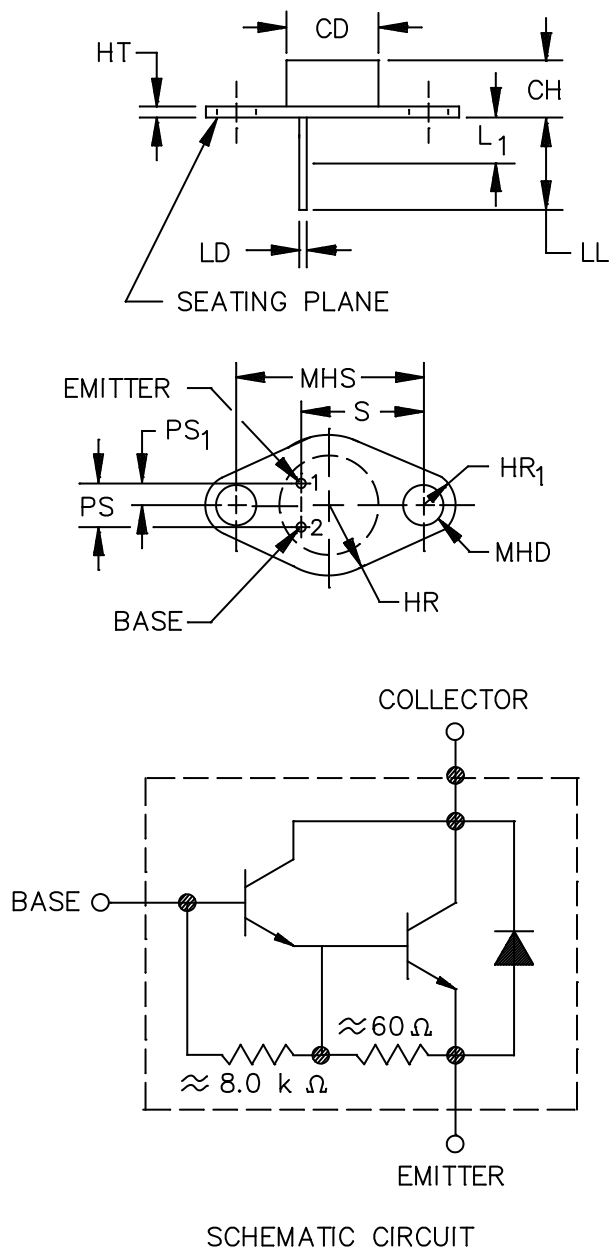 CD
HT
CH
L1
LD
LL
SEATING PLANE
MHS
EMITTER
S
PS1
1
HR1
PS
2
MHD
HR
BASE
COLLECTOR
BASE
≈60 Ω
≈ 8.0 k Ω
EMITTER
SCHEMATIC CIRCUIT